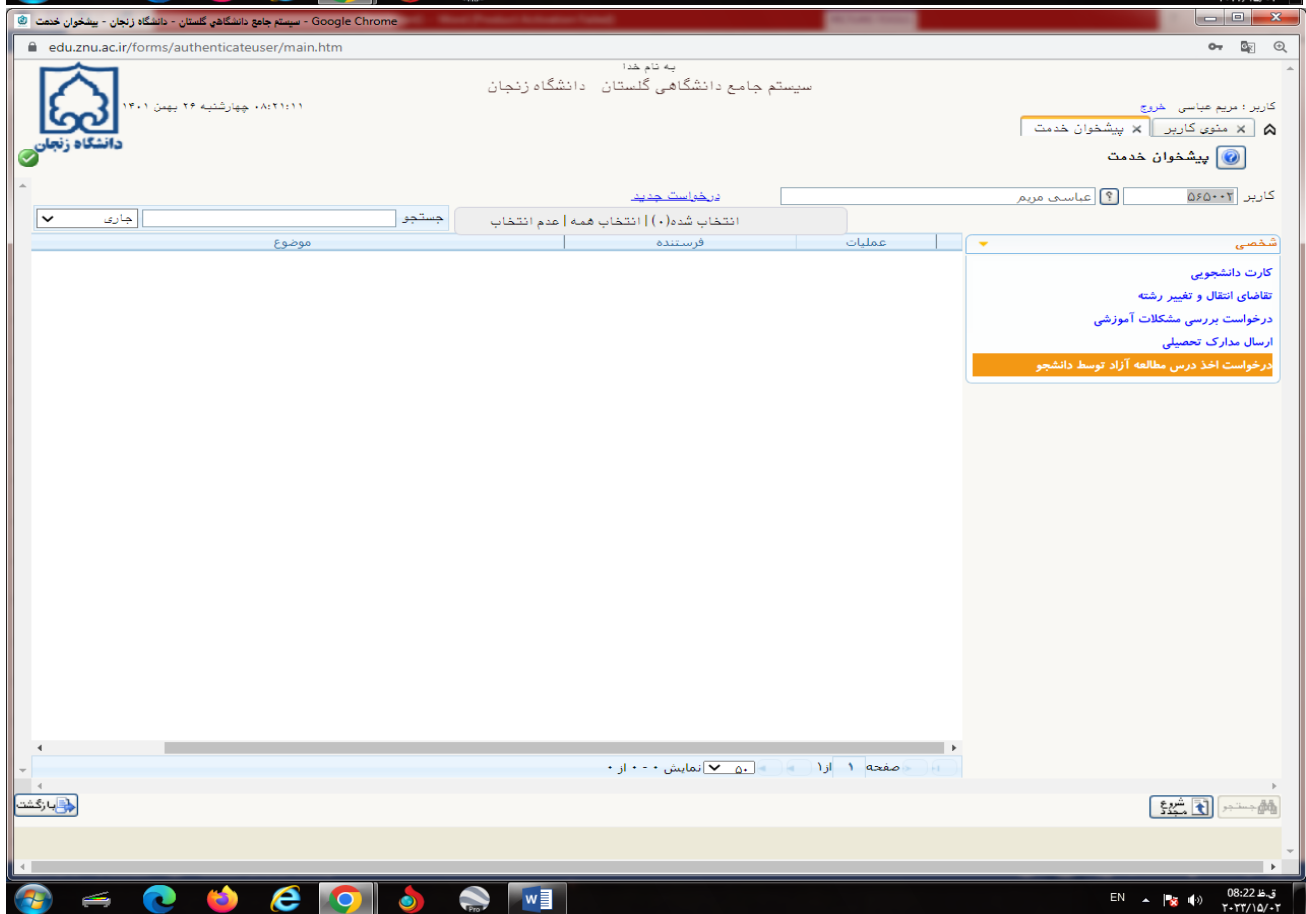 سیستم جامع دانشگاهي گلستان - دانشگاه زنجان - پیشخوان خدمت - Google Chrome
edu.znu.ac.ir/forms/authenticateuser/main.htm
به نام خدا
سیستم جامع دانشگاهی گلستان دانشگاه زنجان
کاربر : مریم عباسی خروج
۰۸:۲۱:۱۱ چهارشنبه ۲۶ بهمن ۱۴۰۱
دانشگاه زنجان
منوی کاربر
پیشخوان خدمت
پیشخوان خدمت
کاربر ۵۶۵۰۰۲ ؟ عباسی مریم
درخواست جدید
انتخاب شده(۰) | انتخاب همه | عدم انتخاب
جستجو
جاری
شخصی
عملیات فرستنده موضوع
کارت دانشجویی
تقاضای انتقال و تغییر رشته
درخواست بررسی مشکلات آموزشی
ارسال مدارک تحصیلی
درخواست اخذ درس مطالعه آزاد توسط دانشجو
صفحه ۱ از۱ ۵۰ نمایش ۰ - ۰ از ۰
جستجو
شروع مجدد
بازگشت
EN
08:22 ق.ظ
۲۰۲۳/۱۵/۰۲